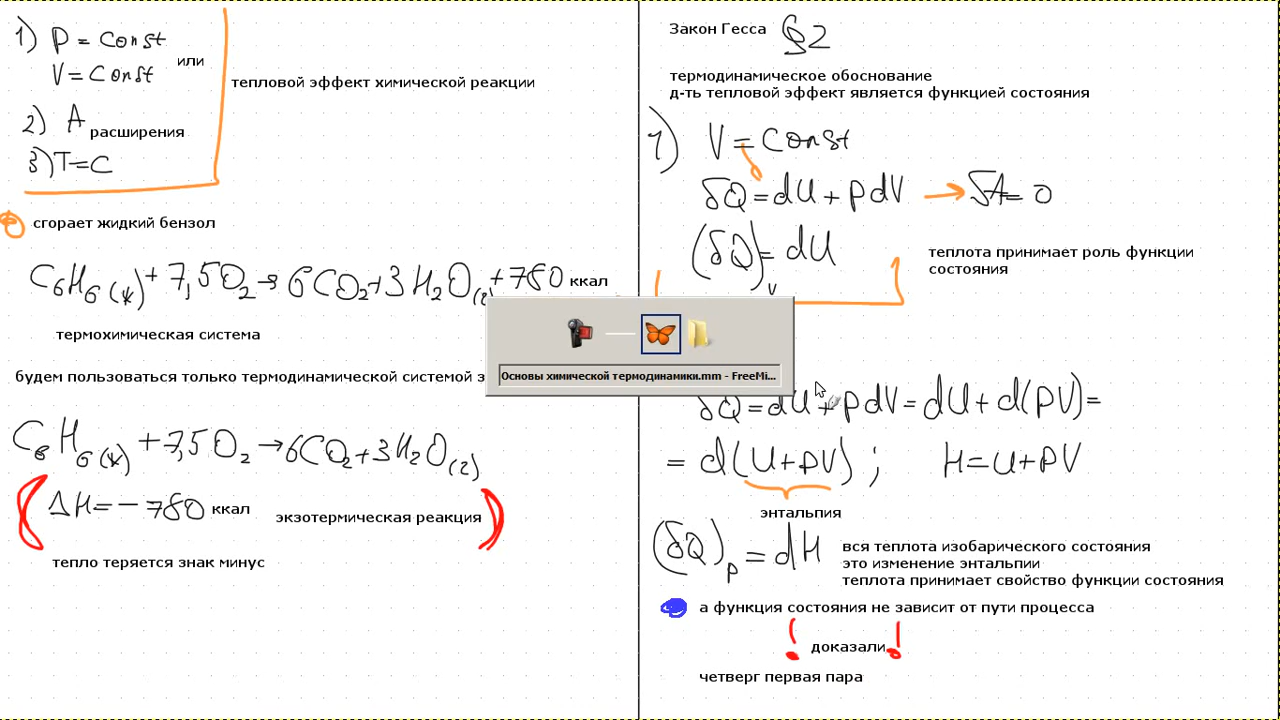 1) P = const
или
V = const
тепловой эффект химической реакции
2) A расширения
3) T = C
сгорает жидкий бензол
C₆H₆(ж) + 7,5O₂ → 6CO₂ + 3H₂O(г) + 780 ккал
термохимическая система
будем пользоваться только термодинамической системой з
C₆H₆(ж) + 7,5O₂ → 6CO₂ + 3H₂O(г)
(ΔH = − 780 ккал экзотермическая реакция)
тепло теряется знак минус
Закон Гесса §2
термодинамическое обоснование
д-ть тепловой эффект является функцией состояния
1) V = const
δQ = dU + pdV → δA = 0
(δQ)ᵥ = dU
теплота принимает роль функции
состояния
Основы химической термодинамики.mm - FreeMi...
δQ = dU + pdV = dU + d(PV) =
= d(U + PV) ; H = U + PV
энтальпия
(δQ)ₚ = dH
вся теплота изобарического состояния
это изменение энтальпии
теплота принимает свойство функции состояния
а функция состояния не зависит от пути процесса
! доказали !
четверг первая пара